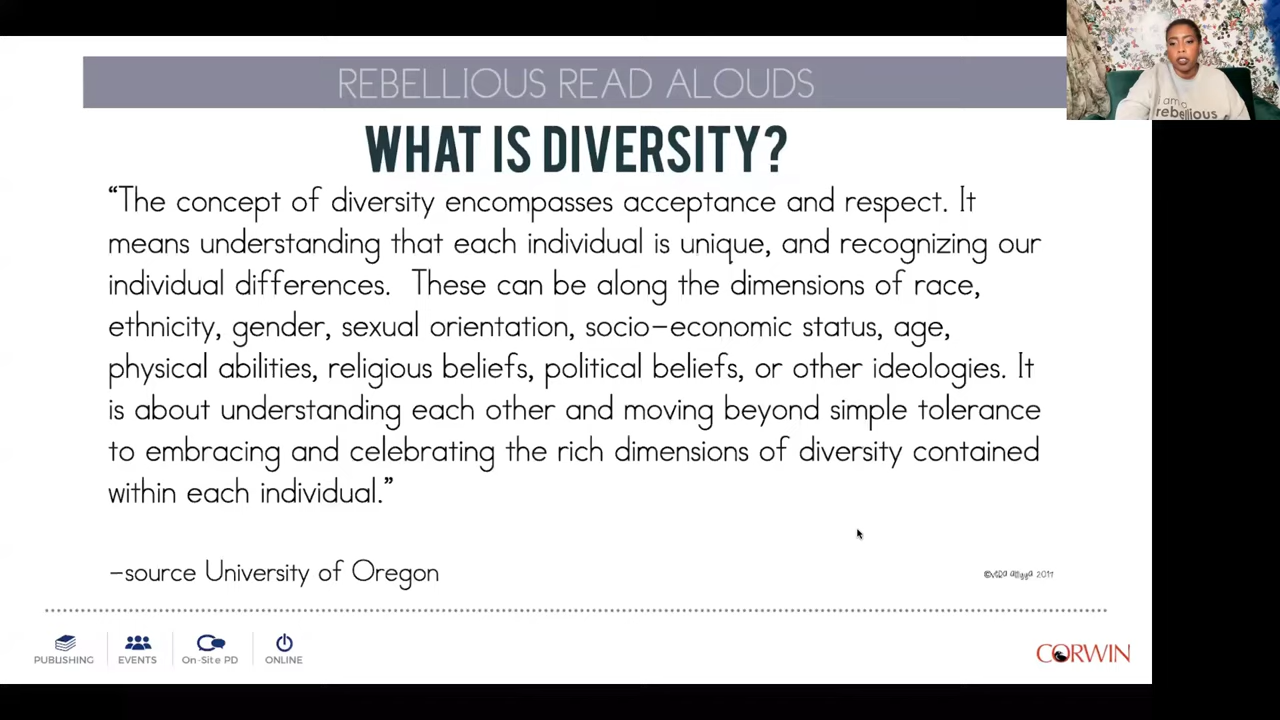 REBELLIOUS READ ALOUDS
WHAT IS DIVERSITY?
“The concept of diversity encompasses acceptance and respect. It
means understanding that each individual is unique, and recognizing our
individual differences.  These can be along the dimensions of race,
ethnicity, gender, sexual orientation, socio-economic status, age,
physical abilities, religious beliefs, political beliefs, or other ideologies. It
is about understanding each other and moving beyond simple tolerance
to embracing and celebrating the rich dimensions of diversity contained
within each individual.”
-source University of Oregon
PUBLISHING
EVENTS
On-Site PD
ONLINE
CORWIN
i am
rebellious